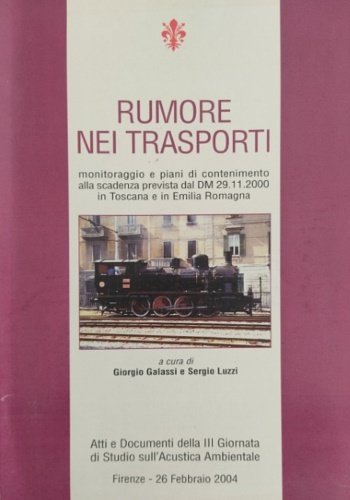 RUMORE
NEI TRASPORTI
monitoraggio e piani di contenimento
alla scadenza prevista dal DM 29.11.2000
in Toscana e in Emilia Romagna
a cura di
Giorgio Galassi e Sergio Luzzi
Atti e Documenti della III Giornata
di Studio sull'Acustica Ambientale
Firenze - 26 Febbraio 2004